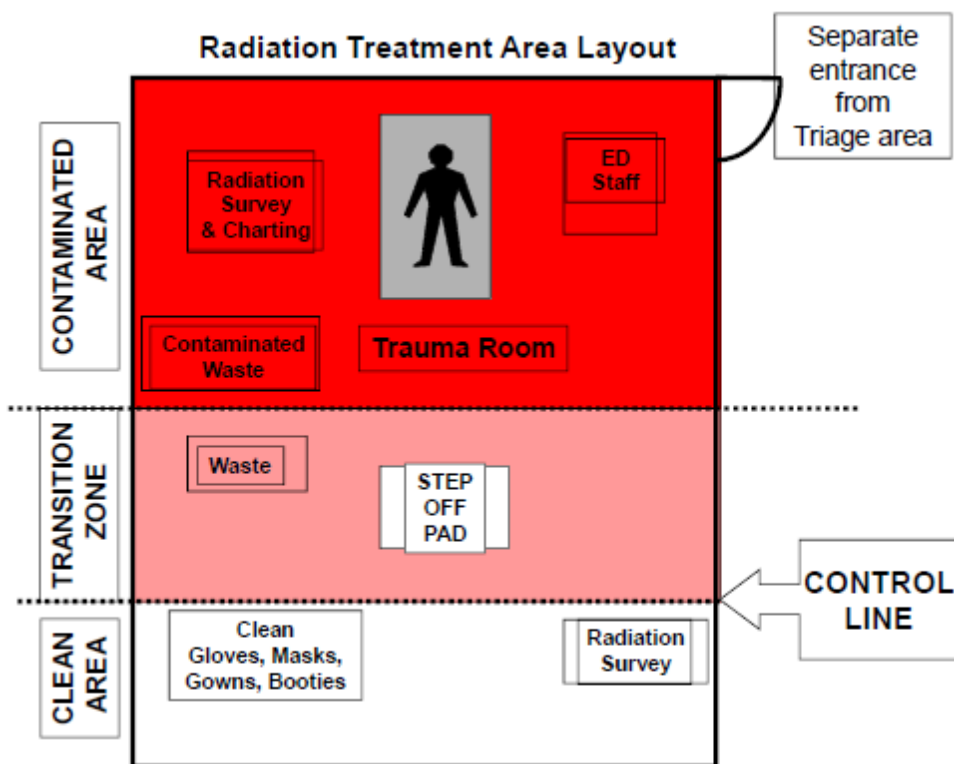 Radiation Treatment Area Layout
Separate
entrance
from
Triage area
CONTAMINATED
AREA
Radiation
Survey
& Charting
ED
Staff
Contaminated
Waste
Trauma Room
TRANSITION
ZONE
Waste
STEP
OFF
PAD
CONTROL
LINE
CLEAN
AREA
Clean
Gloves, Masks,
Gowns, Booties
Radiation
Survey